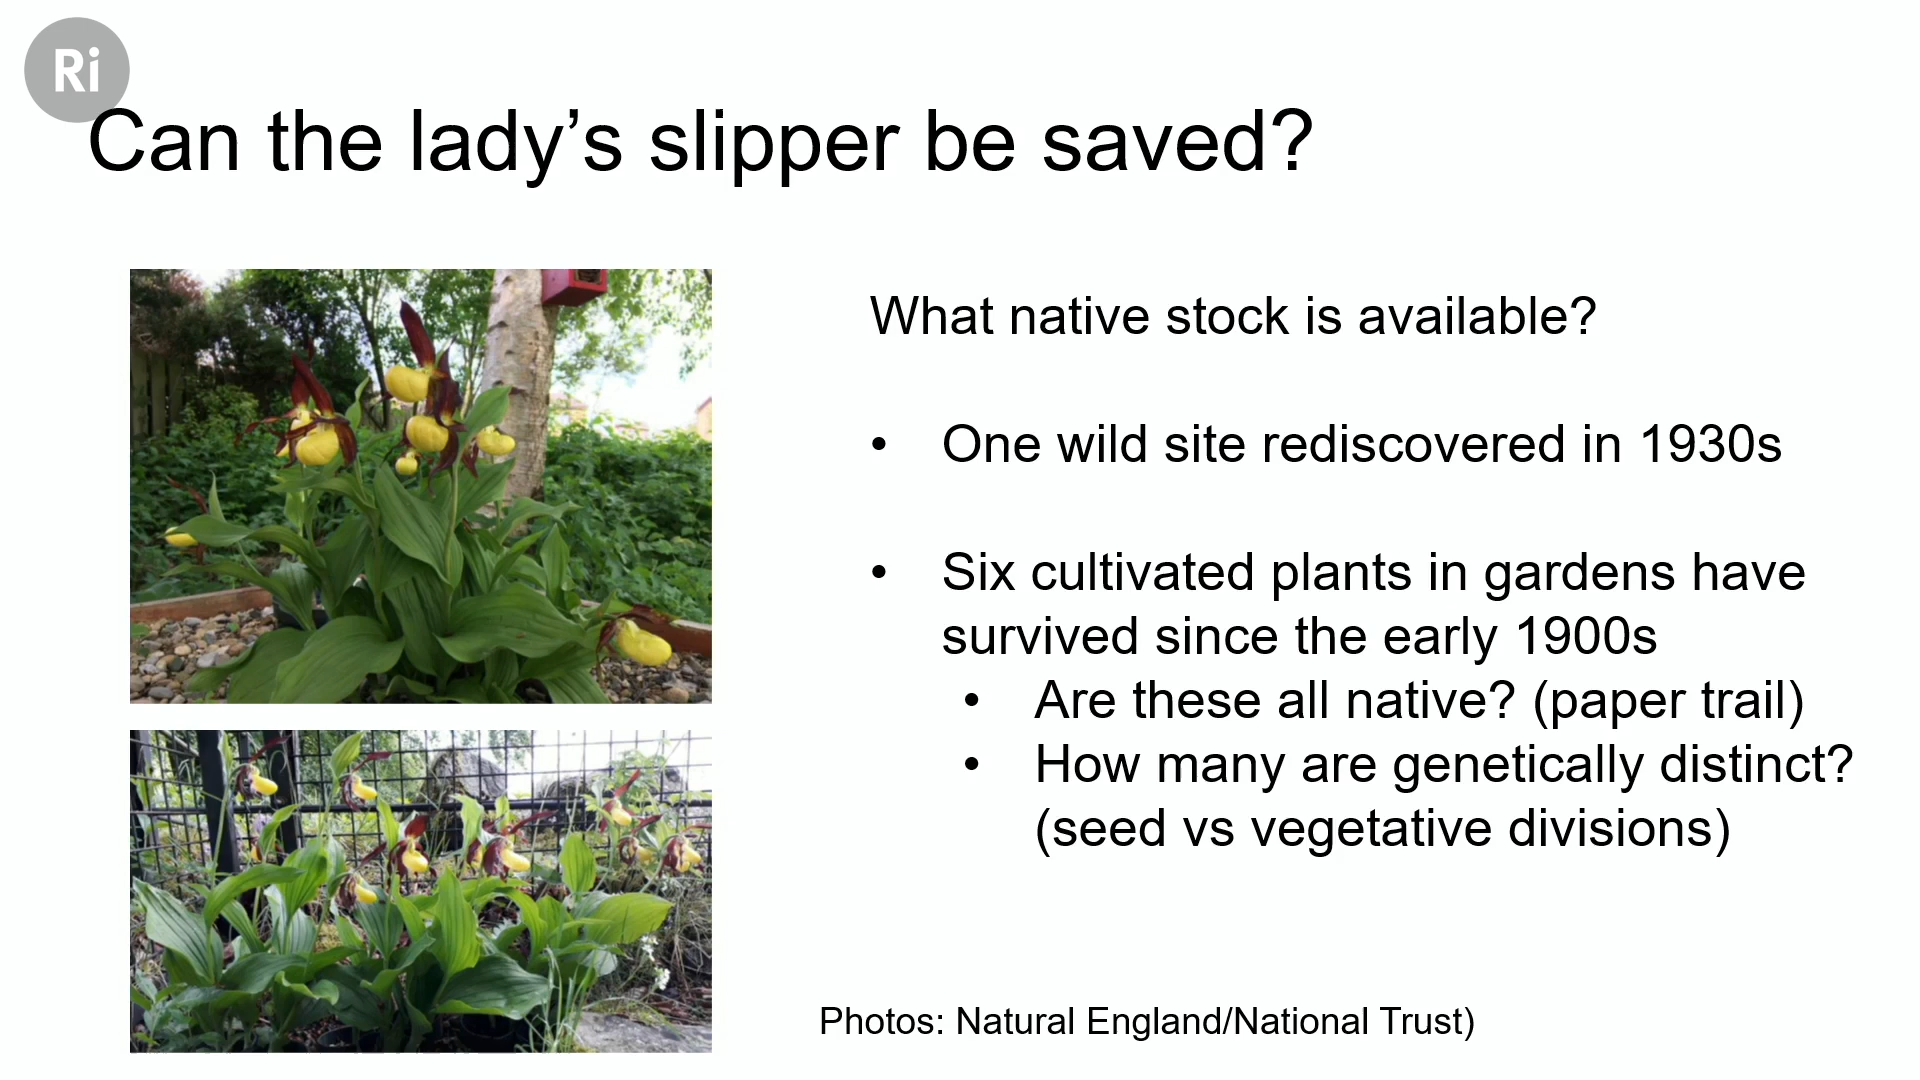 Ri
Can the lady’s slipper be saved?
What native stock is available?
• One wild site rediscovered in 1930s
• Six cultivated plants in gardens have
survived since the early 1900s
• Are these all native? (paper trail)
• How many are genetically distinct?
(seed vs vegetative divisions)
Photos: Natural England/National Trust)